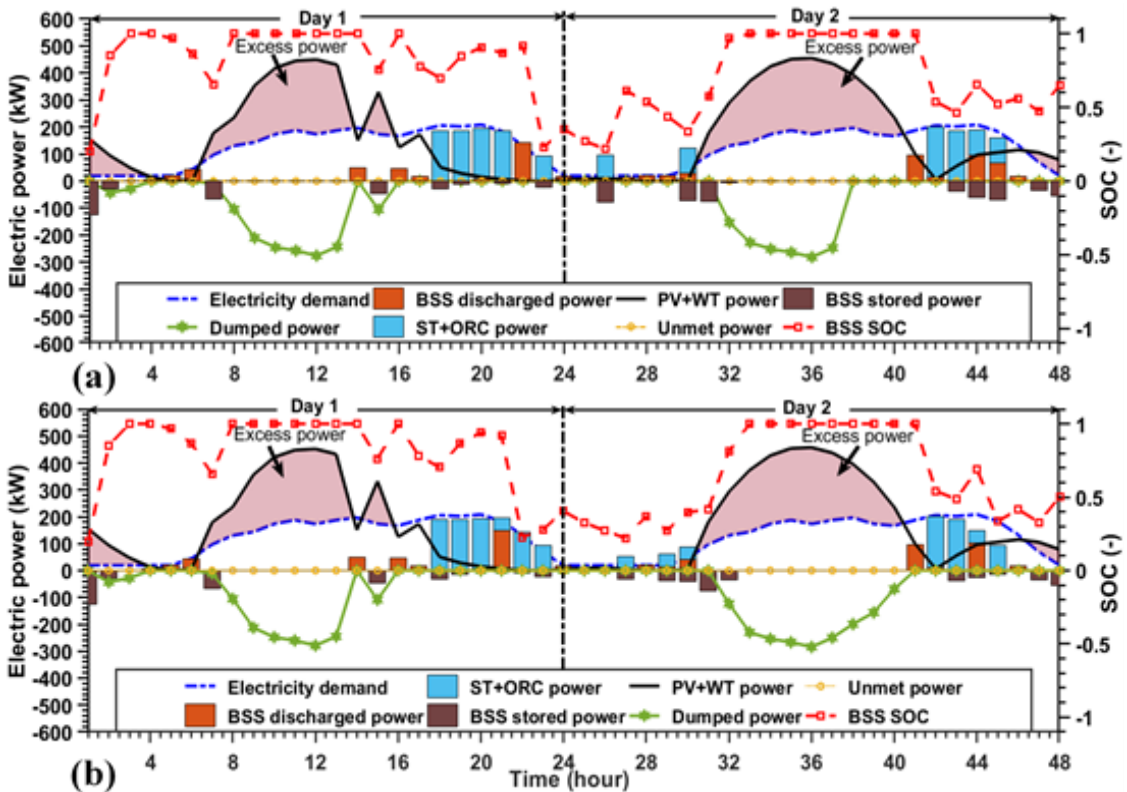 Day 1 Day 2
600 1
500
400 0.5
300
200
100
0 0
-100
-200
-300 -0.5
-400
-500
-600 -1
Electric power (kW)
SOC (-)
Excess power Excess power
Electricity demand BSS discharged power PV+WT power BSS stored power
Dumped power ST+ORC power Unmet power BSS SOC
4 8 12 16 20 24 28 32 36 40 44 48
(a)
Day 1 Day 2
600 1
500
400 0.5
300
200
100
0 0
-100
-200
-300 -0.5
-400
-500
-600 -1
Electric power (kW)
SOC (-)
Excess power Excess power
Electricity demand ST+ORC power PV+WT power Unmet power
BSS discharged power BSS stored power Dumped power BSS SOC
4 8 12 16 20 24 28 32 36 40 44 48
(b)
Time (hour)